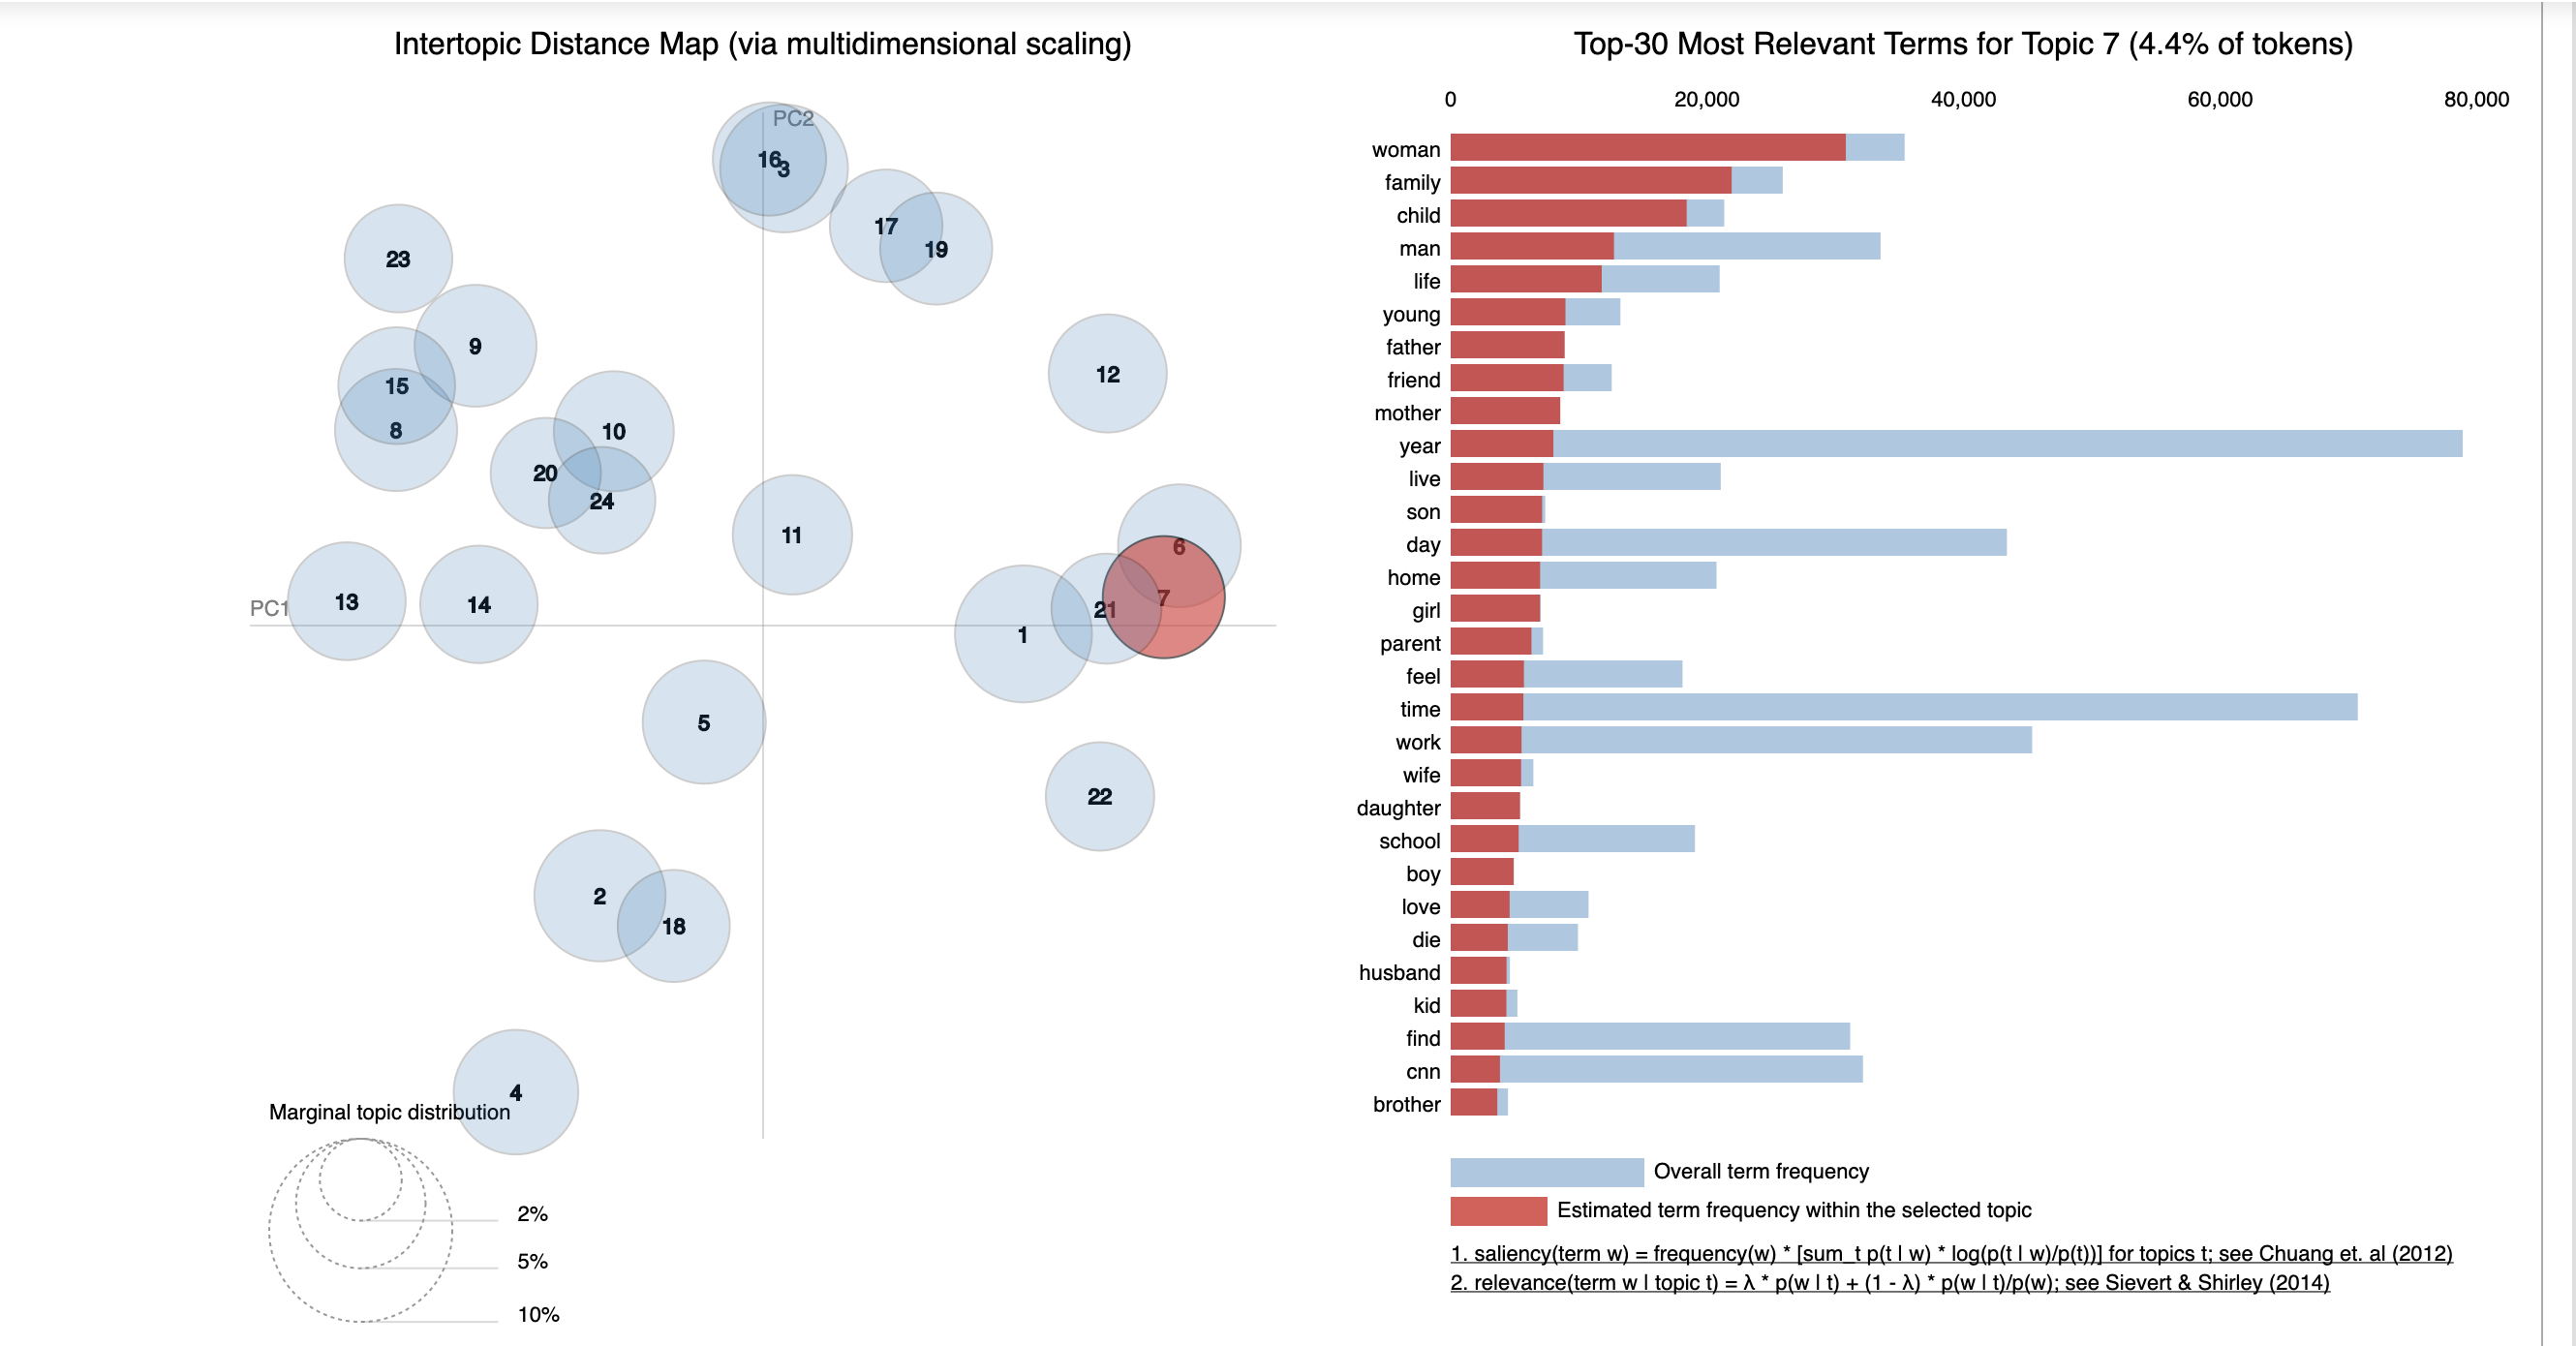 Intertopic Distance Map (via multidimensional scaling)
PC2
16
3
17
19
23
9
12
15
8
10
20
24
11
6
7
13
14
21
PC1
1
5
22
2
18
4
Marginal topic distribution
2%
5%
10%
Top-30 Most Relevant Terms for Topic 7 (4.4% of tokens)
0 20,000 40,000 60,000 80,000
woman
family
child
man
life
young
father
friend
mother
year
live
son
day
home
girl
parent
feel
time
work
wife
daughter
school
boy
love
die
husband
kid
find
cnn
brother
Overall term frequency
Estimated term frequency within the selected topic
1. saliency(term w) = frequency(w) * [sum_t p(t | w) * log(p(t | w)/p(t))] for topics t; see Chuang et. al (2012)
2. relevance(term w | topic t) = λ * p(w | t) + (1 - λ) * p(w | t)/p(w); see Sievert & Shirley (2014)